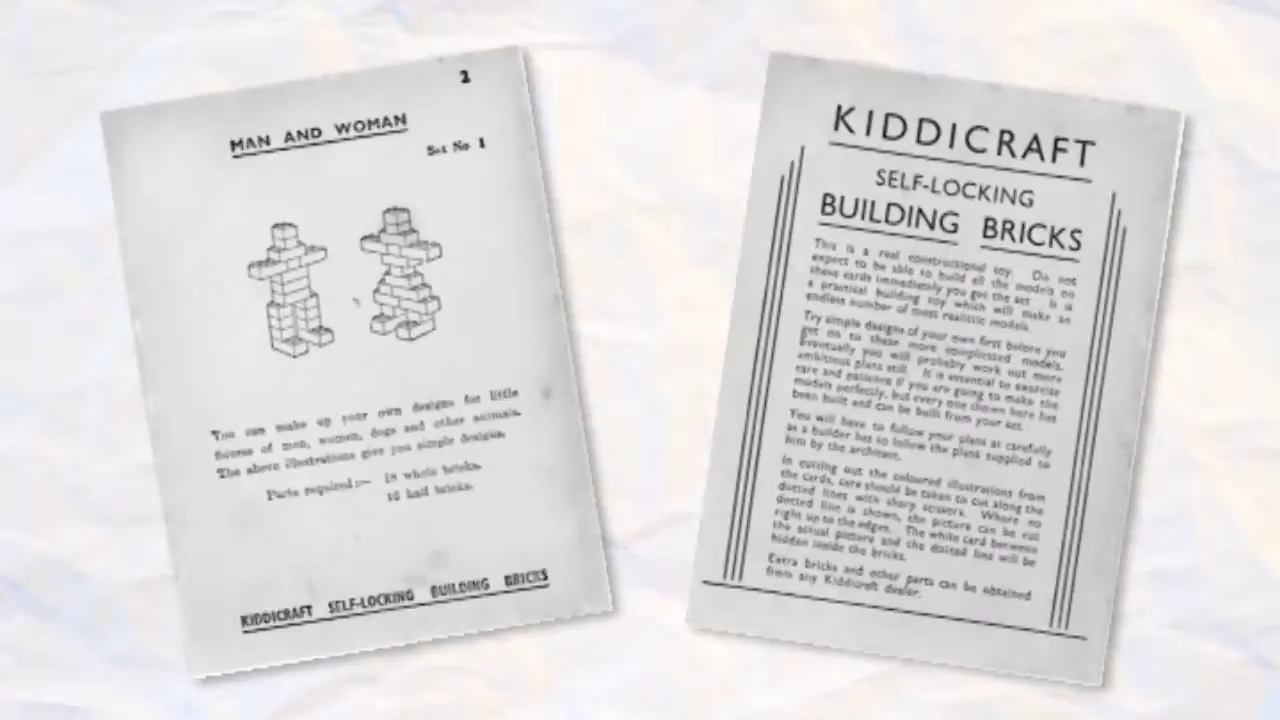 2
MAN AND WOMAN
Set No 1
You can make up your own designs for little
figures of men, women, dogs and other animals.
The above illustrations give you simple designs.
Parts required:— 18 whole bricks.
16 half bricks.
KIDDICRAFT SELF-LOCKING BUILDING BRICKS
KIDDICRAFT
SELF-LOCKING
BUILDING BRICKS
This is a real constructional toy. Do not
expect to be able to build all the models on
these cards immediately you get the set. It is
a practical building toy which will make an
endless number of most realistic models.
Try simple designs of your own first before you
get on to these more complicated models.
Eventually you will probably work out more
ambitious plans still. It is essential to exercise
care and patience if you are going to make the
models perfectly, but every one shown here has
been built and can be built from your set.
You will have to follow your plans as carefully
as a builder has to follow the plans supplied to
him by the architect.
In cutting out the coloured illustrations from
the cards, care should be taken to cut along the
dotted lines with sharp scissors. Where no
dotted line is shown, the picture can be cut
right up to the edges. The white card between
the actual picture and the dotted line will be
hidden inside the bricks.
Extra bricks and other parts can be obtained
from any Kiddicraft dealer.